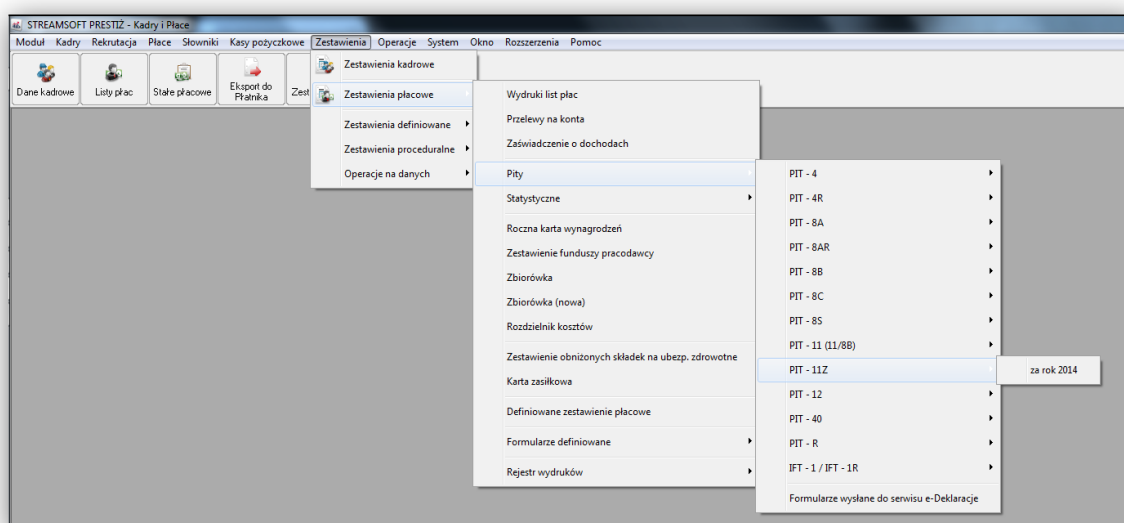 STREAMSOFT PRESTIŻ - Kadry i Płace
Moduł Kadry Rekrutacja Płace Słowniki Kasy pożyczkowe Zestawienia Operacje System Okno Rozszerzenia Pomoc
Dane kadrowe
Listy płac
Stałe płacowe
Eksport do
Płatnika
Zest
Zestawienia kadrowe
Zestawienia płacowe
Zestawienia definiowane
Zestawienia proceduralne
Operacje na danych
Wydruki list płac
Przelewy na konta
Zaświadczenie o dochodach
Pity
Statystyczne
Roczna karta wynagrodzeń
Zestawienie funduszy pracodawcy
Zbiorówka
Zbiorówka (nowa)
Rozdzielnik kosztów
Zestawienie obniżonych składek na ubezp. zdrowotne
Karta zasiłkowa
Definiowane zestawienie płacowe
Formularze definiowane
Rejestr wydruków
PIT - 4
PIT - 4R
PIT - 8A
PIT - 8AR
PIT - 8B
PIT - 8C
PIT - 8S
PIT - 11 (11/8B)
PIT - 11Z
PIT - 12
PIT - 40
PIT - R
IFT - 1 / IFT - 1R
Formularze wysłane do serwisu e-Deklaracje
za rok 2014